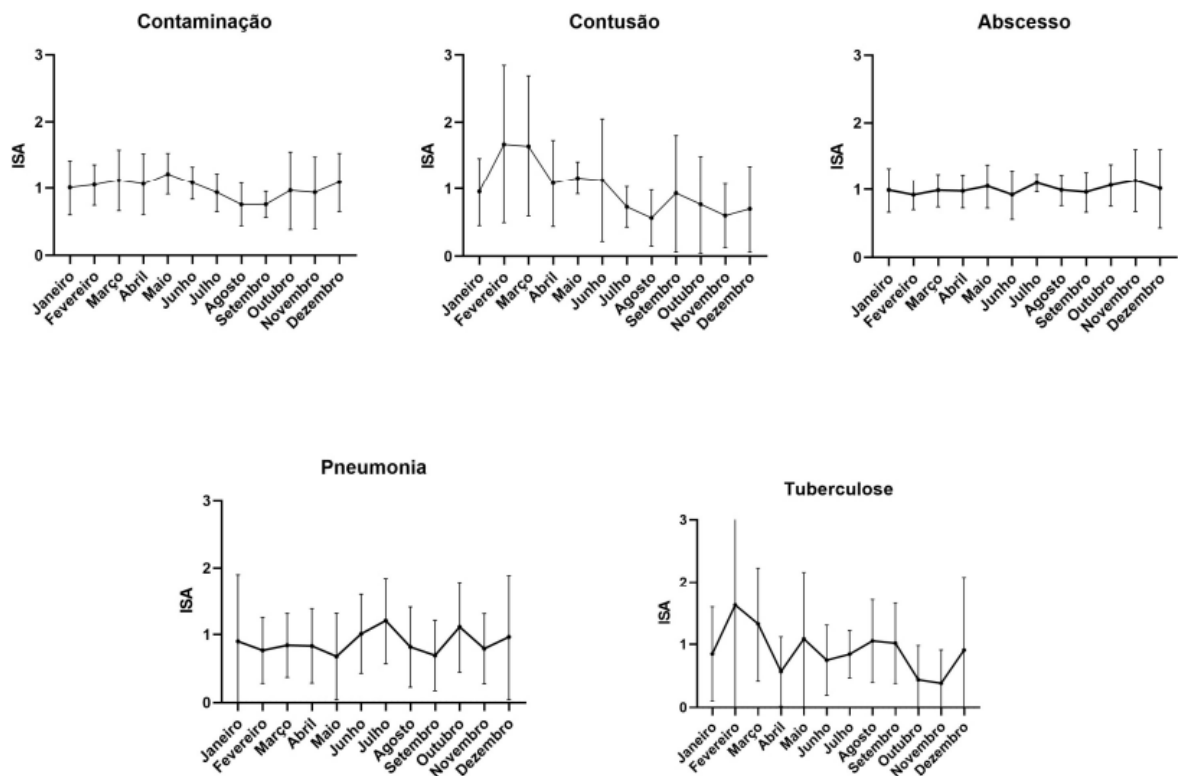 Contaminação
3
2
1
0
ISA
Janeiro
Fevereiro
Março
Abril
Maio
Junho
Julho
Agosto
Setembro
Outubro
Novembro
Dezembro
Contusão
3
2
1
0
ISA
Janeiro
Fevereiro
Março
Abril
Maio
Junho
Julho
Agosto
Setembro
Outubro
Novembro
Dezembro
Abscesso
3
2
1
0
ISA
Janeiro
Fevereiro
Março
Abril
Maio
Junho
Julho
Agosto
Setembro
Outubro
Novembro
Dezembro
Pneumonia
3
2
1
0
ISA
Janeiro
Fevereiro
Março
Abril
Maio
Junho
Julho
Agosto
Setembro
Outubro
Novembro
Dezembro
Tuberculose
3
2
1
0
ISA
Janeiro
Fevereiro
Março
Abril
Maio
Junho
Julho
Agosto
Setembro
Outubro
Novembro
Dezembro